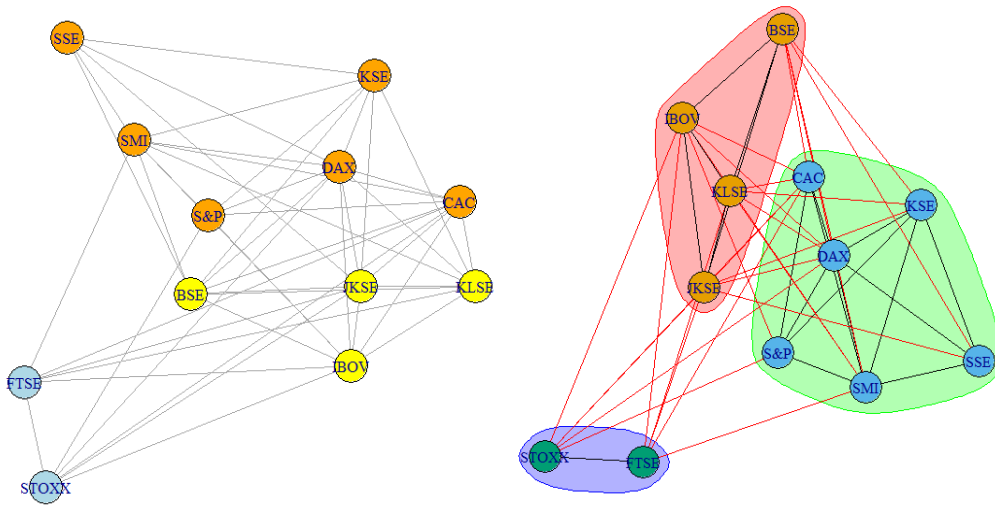 SSE
KSE
SMI
DAX
CAC
S&P
BSE
JKSE
KLSE
IBOV
FTSE
STOXX
BSE
IBOV
CAC
KLSE
KSE
DAX
JKSE
S&P
SSE
SMI
STOXX
FTSE